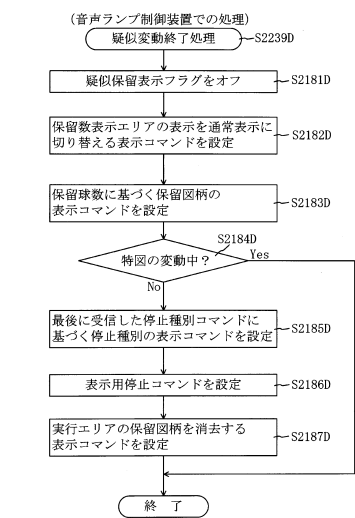 (音声ランプ制御装置での処理)
疑似変動終了処理
S2239D
疑似保留表示フラグをオフ
S2181D
保留数表示エリアの表示を通常表示に
切り替える表示コマンドを設定
S2182D
保留球数に基づく保留図柄の
表示コマンドを設定
S2183D
S2184D
特図の変動中?
Yes
No
最後に受信した停止種別コマンドに
基づく停止種別の表示コマンドを設定
S2185D
表示用停止コマンドを設定
S2186D
実行エリアの保留図柄を消去する
表示コマンドを設定
S2187D
終 了